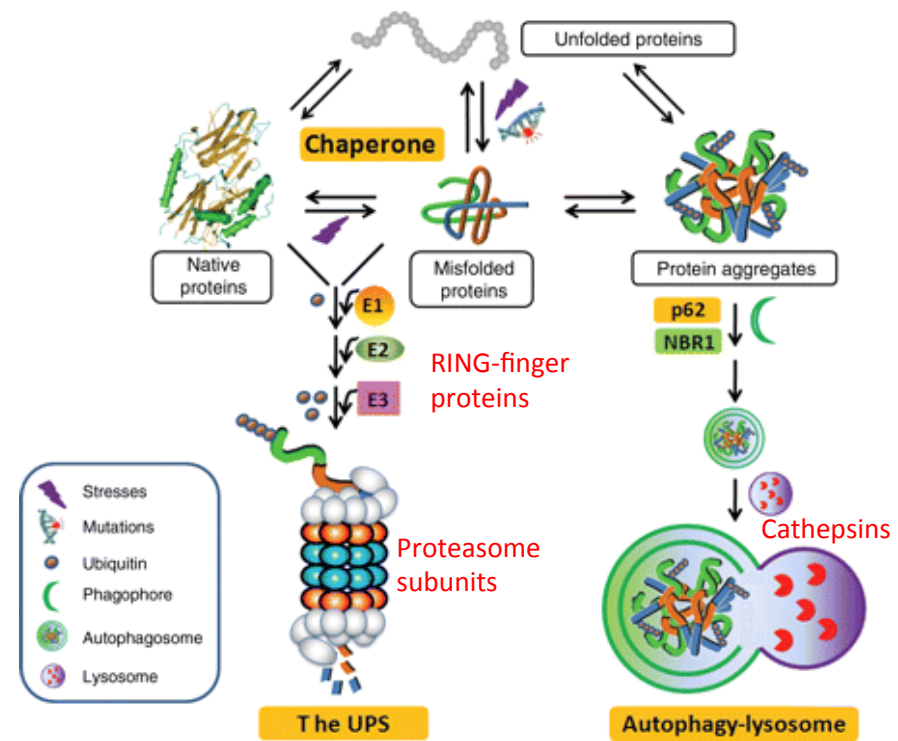 Unfolded proteins
Chaperone
Native
proteins
Misfolded
proteins
Protein aggregates
E1
p62
NBR1
E2
RING-finger
proteins
E3
Stresses
Mutations
Ubiquitin
Phagophore
Autophagosome
Lysosome
Proteasome
subunits
Cathepsins
The UPS
Autophagy-lysosome